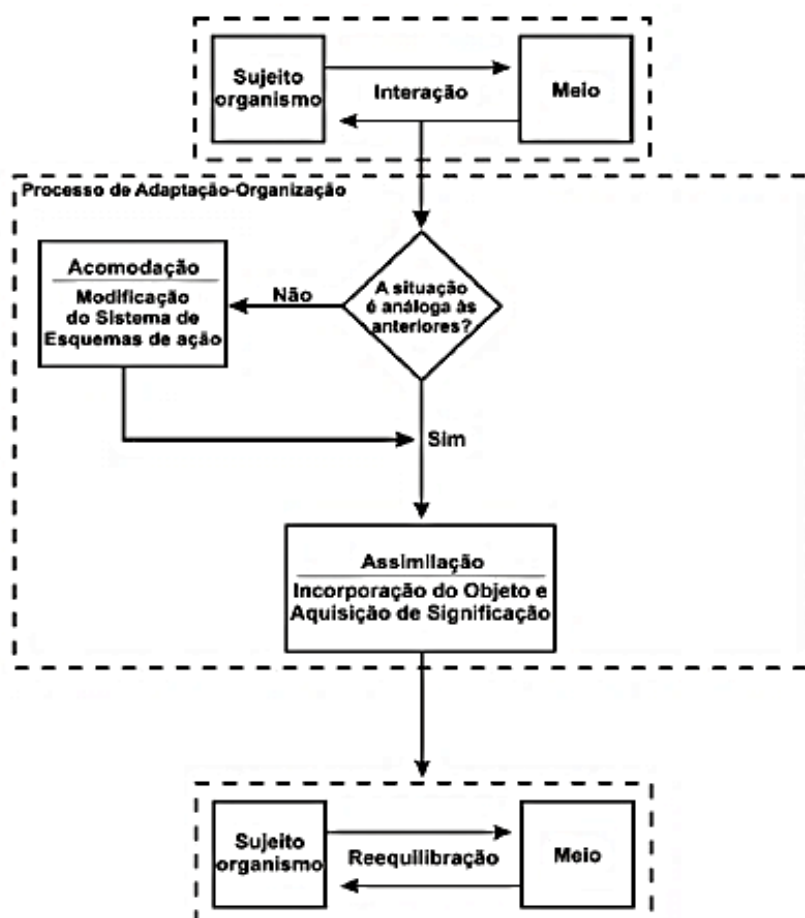 Sujeito
organismo
Interação
Meio
Processo de Adaptação-Organização
Acomodação
Modificação
do Sistema de
Esquemas de ação
Não
A situação
é análoga às
anteriores?
Sim
Assimilação
Incorporação do Objeto e
Aquisição de Significação
Sujeito
organismo
Reequilibração
Meio